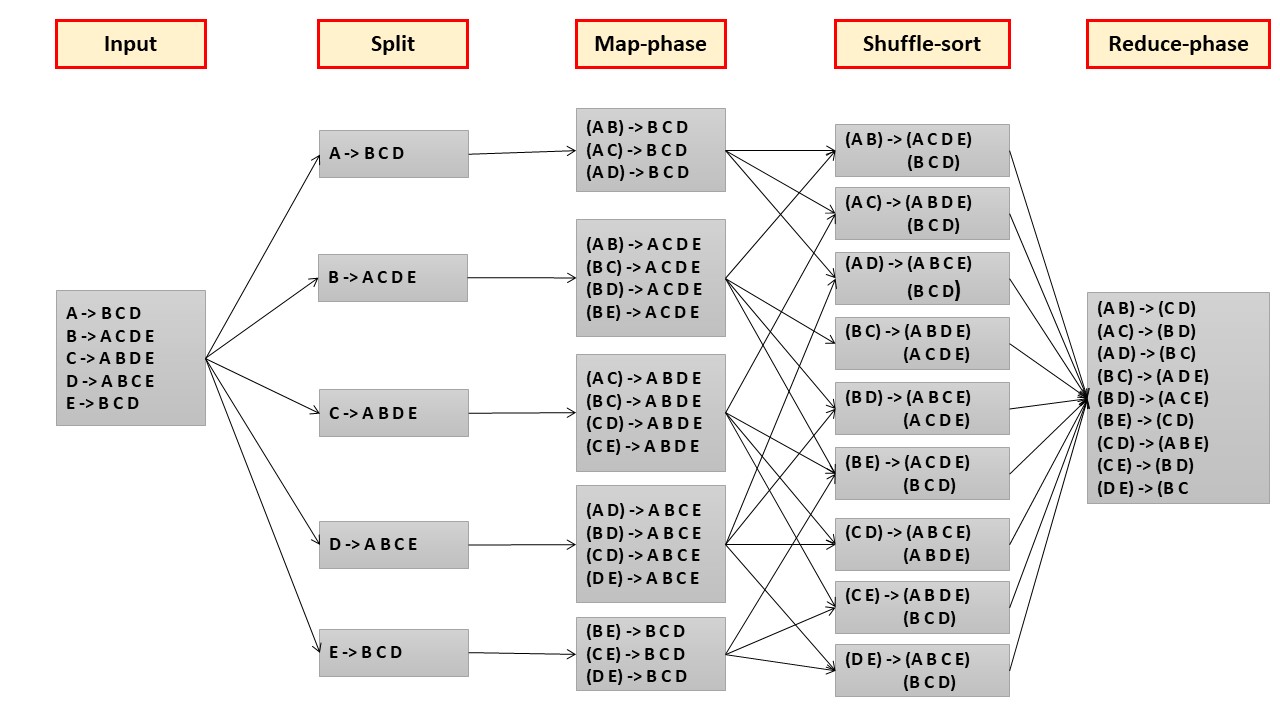 Input
Split
Map-phase
Shuffle-sort
Reduce-phase
A -> B C D
B -> A C D E
C -> A B D E
D -> A B C E
E -> B C D
A -> B C D
B -> A C D E
C -> A B D E
D -> A B C E
E -> B C D
(A B) -> B C D
(A C) -> B C D
(A D) -> B C D
(A B) -> A C D E
(B C) -> A C D E
(B D) -> A C D E
(B E) -> A C D E
(A C) -> A B D E
(B C) -> A B D E
(C D) -> A B D E
(C E) -> A B D E
(A D) -> A B C E
(B D) -> A B C E
(C D) -> A B C E
(D E) -> A B C E
(B E) -> B C D
(C E) -> B C D
(D E) -> B C D
(A B) -> (A C D E)
(B C D)
(A C) -> (A B D E)
(B C D)
(A D) -> (A B C E)
(B C D)
(B C) -> (A B D E)
(A C D E)
(B D) -> (A B C E)
(A C D E)
(B E) -> (A C D E)
(B C D)
(C D) -> (A B C E)
(A B D E)
(C E) -> (A B D E)
(B C D)
(D E) -> (A B C E)
(B C D)
(A B) -> (C D)
(A C) -> (B D)
(A D) -> (B C)
(B C) -> (A D E)
(B D) -> (A C E)
(B E) -> (C D)
(C D) -> (A B E)
(C E) -> (B D)
(D E) -> (B C